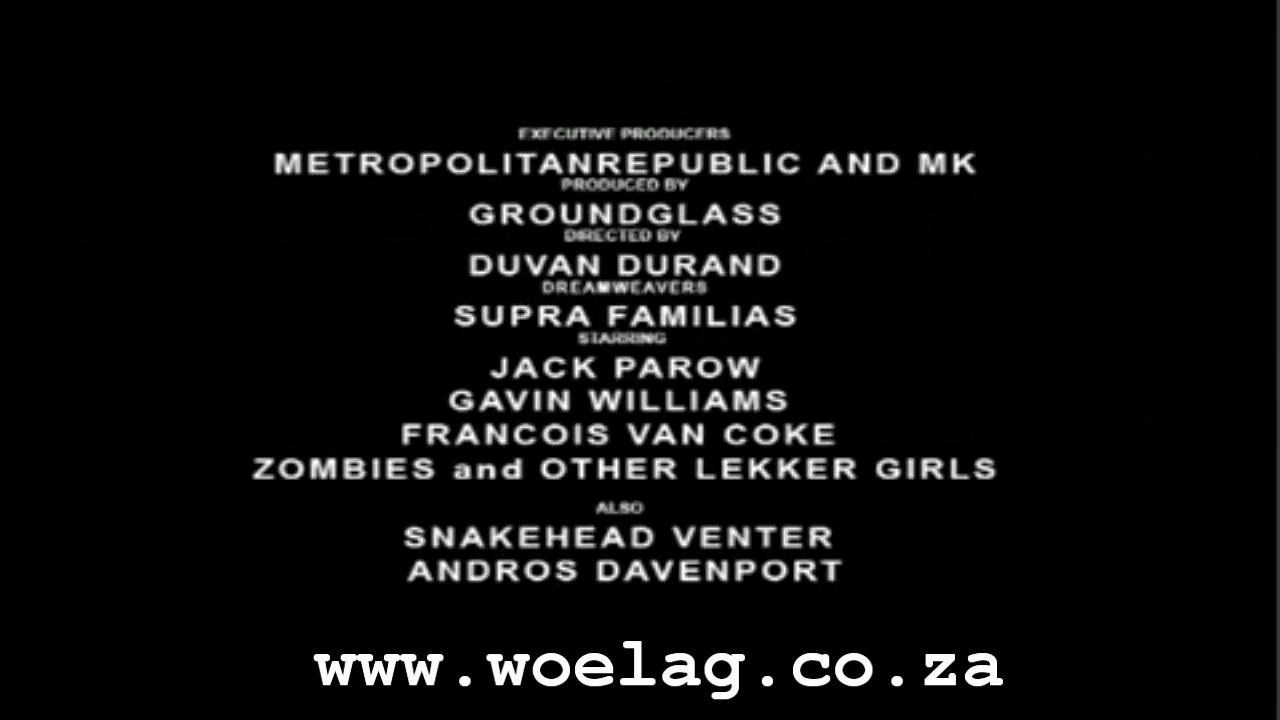 EXECUTIVE PRODUCERS
METROPOLITANREPUBLIC AND MK
PRODUCED BY
GROUNDGLASS
DIRECTED BY
DUVAN DURAND
DREAMWEAVERS
SUPRA FAMILIAS
STARRING
JACK PAROW
GAVIN WILLIAMS
FRANCOIS VAN COKE
ZOMBIES and OTHER LEKKER GIRLS
ALSO
SNAKEHEAD VENTER
ANDROS DAVENPORT
www.woelag.co.za